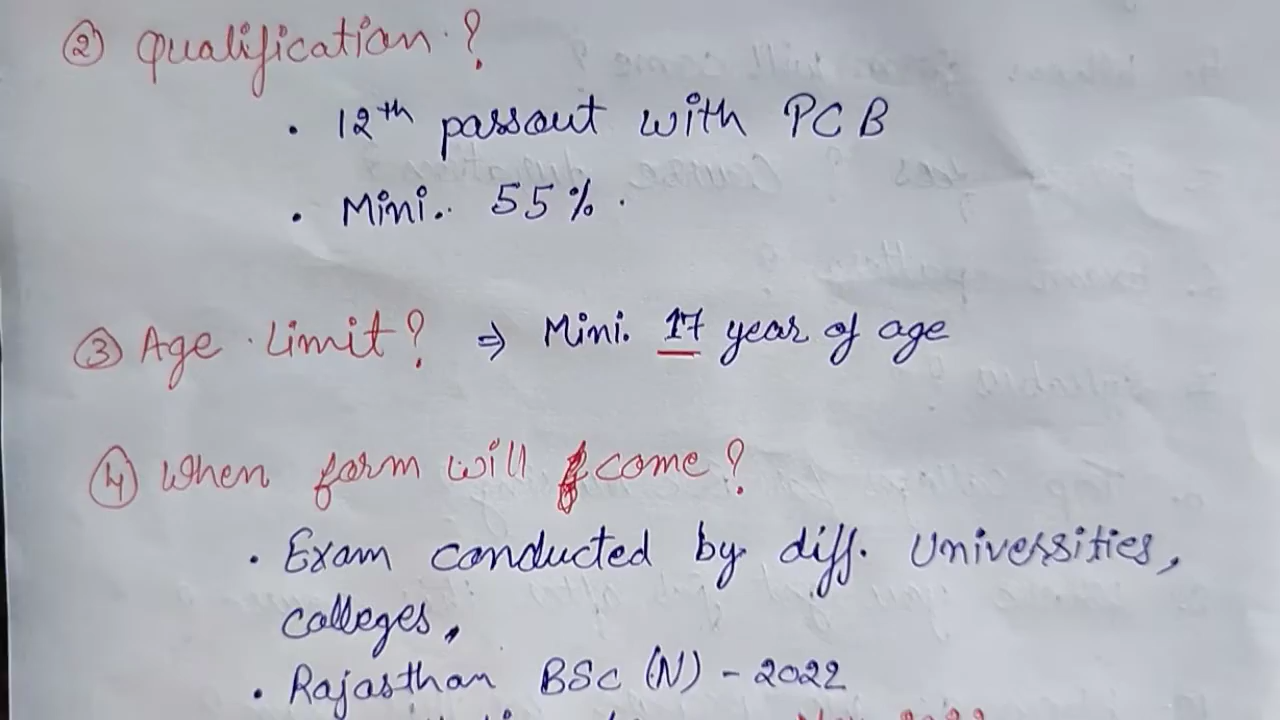 ② Qualification ?
• 12th passout with PCB
• Mini. 55%.
③ Age Limit? ⇒ Mini. 17 year of age
④ When form will come?
• Exam conducted by diff. Universities,
colleges,
• Rajasthan BSc (N) - 2022